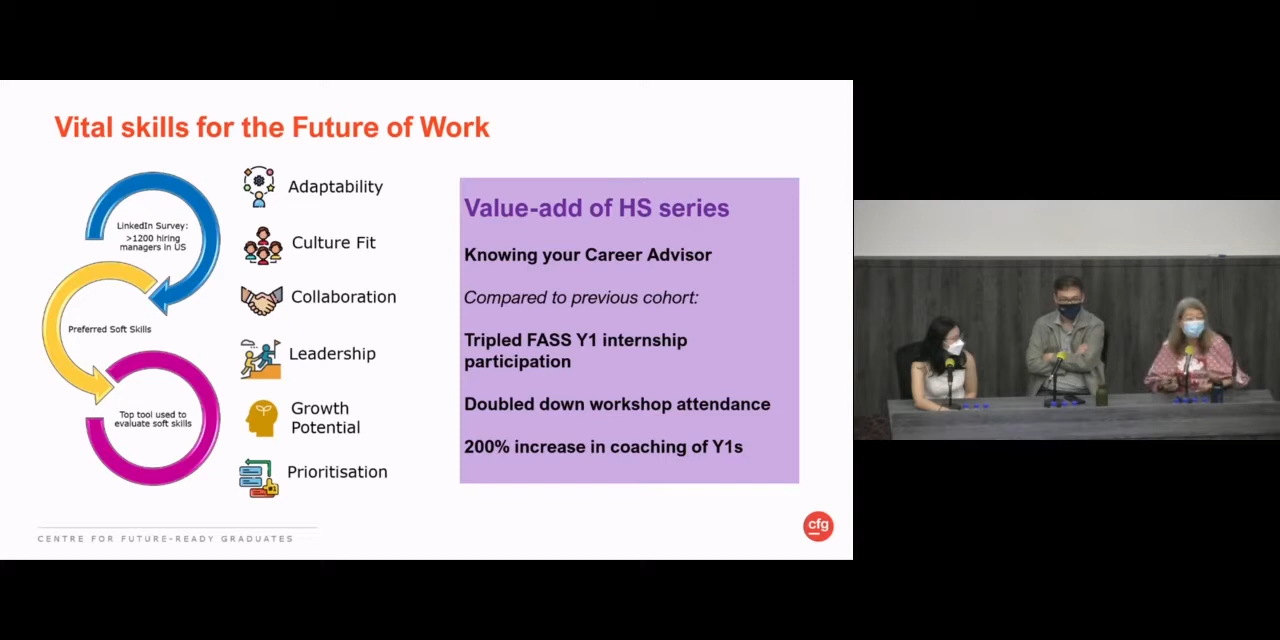 Vital skills for the Future of Work
LinkedIn Survey:
>1200 hiring
managers in US
Preferred Soft Skills
Top tool used to
evaluate soft skills
Adaptability
Culture Fit
Collaboration
Leadership
Growth
Potential
Prioritisation
Value-add of HS series
Knowing your Career Advisor
Compared to previous cohort:
Tripled FASS Y1 internship
participation
Doubled down workshop attendance
200% increase in coaching of Y1s
CENTRE FOR FUTURE-READY GRADUATES
cfg